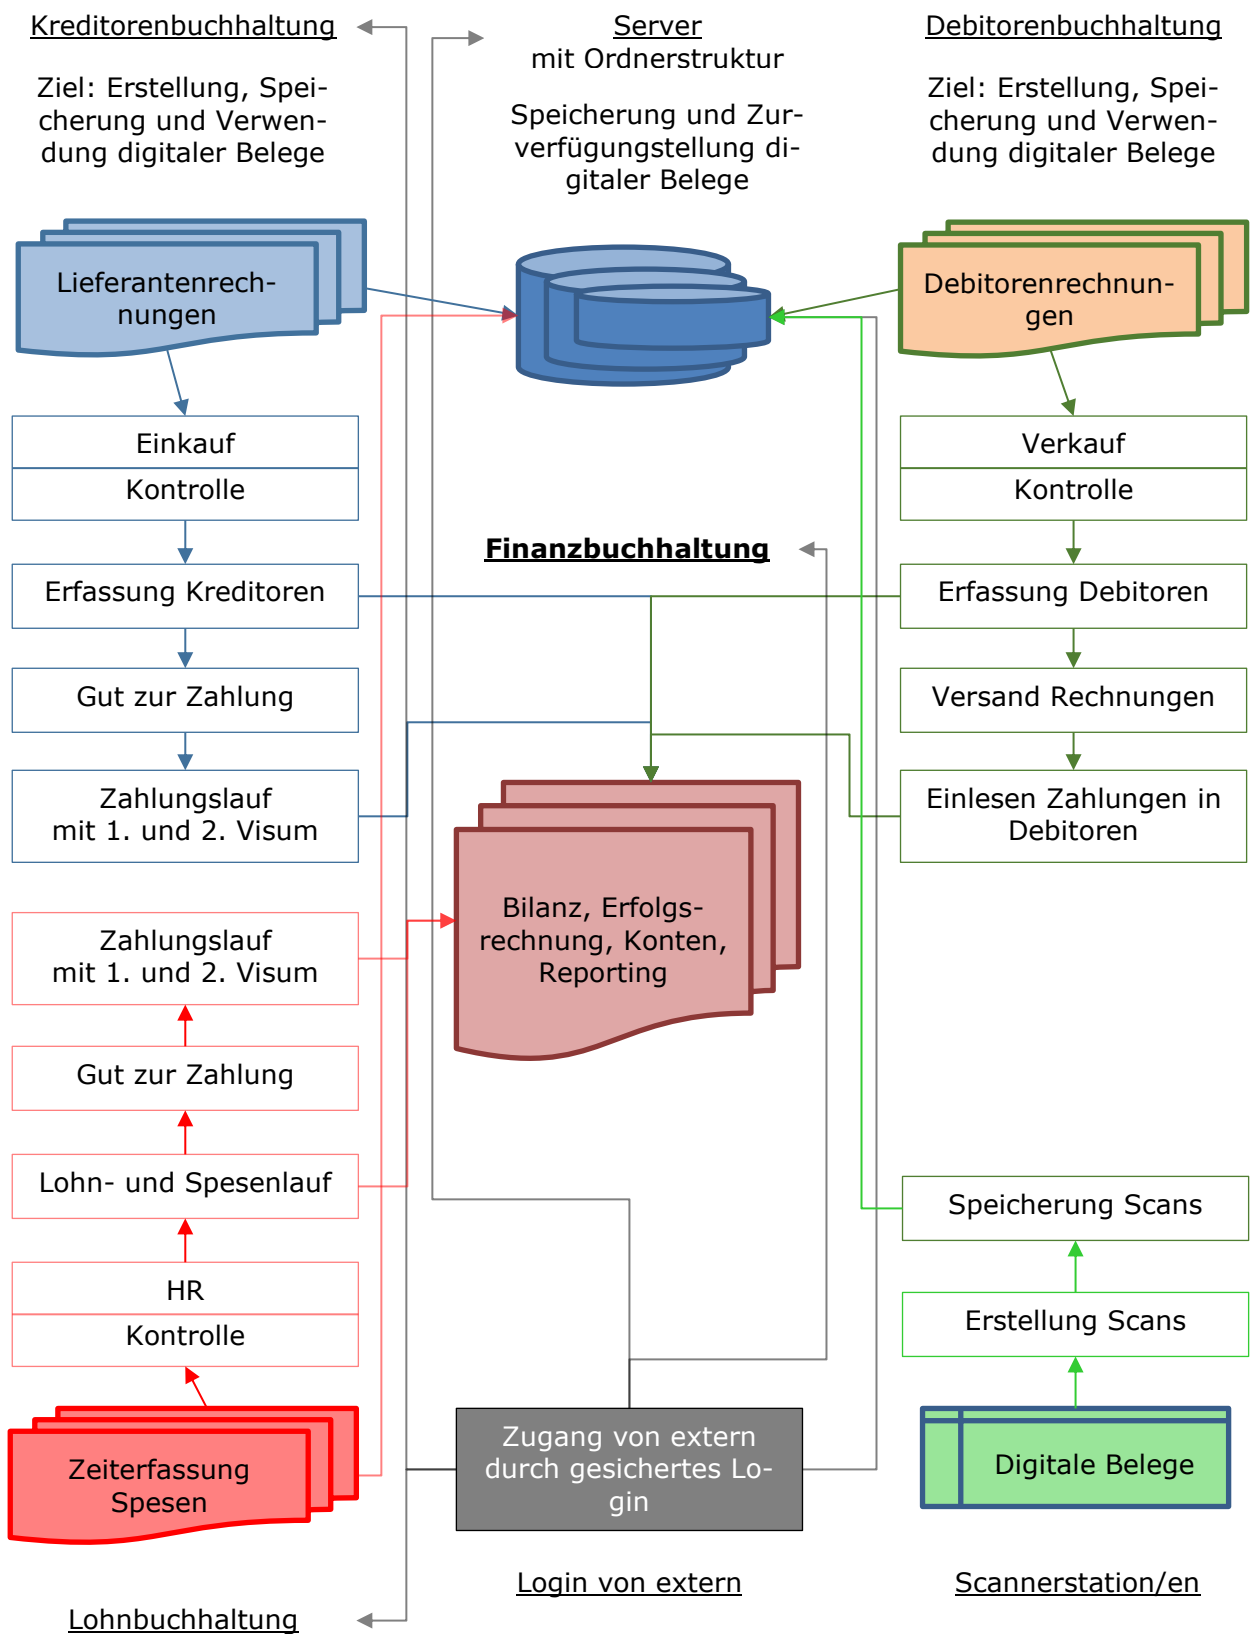 Kreditorenbuchhaltung
Ziel: Erstellung, Spei-
cherung und Verwen-
dung digitaler Belege
Server
mit Ordnerstruktur
Speicherung und Zur-
verfügungstellung di-
gitaler Belege
Debitorenbuchhaltung
Ziel: Erstellung, Spei-
cherung und Verwen-
dung digitaler Belege
Lieferantenrech-
nungen
Debitorenrechnun-
gen
Einkauf
Kontrolle
Verkauf
Kontrolle
Finanzbuchhaltung
Erfassung Kreditoren
Erfassung Debitoren
Gut zur Zahlung
Versand Rechnungen
Zahlungslauf
mit 1. und 2. Visum
Einlesen Zahlungen in
Debitoren
Zahlungslauf
mit 1. und 2. Visum
Bilanz, Erfolgs-
rechnung, Konten,
Reporting
Gut zur Zahlung
Lohn- und Spesenlauf
Speicherung Scans
HR
Kontrolle
Erstellung Scans
Zeiterfassung
Spesen
Zugang von extern
durch gesichertes Lo-
gin
Digitale Belege
Login von extern
Scannerstation/en
Lohnbuchhaltung